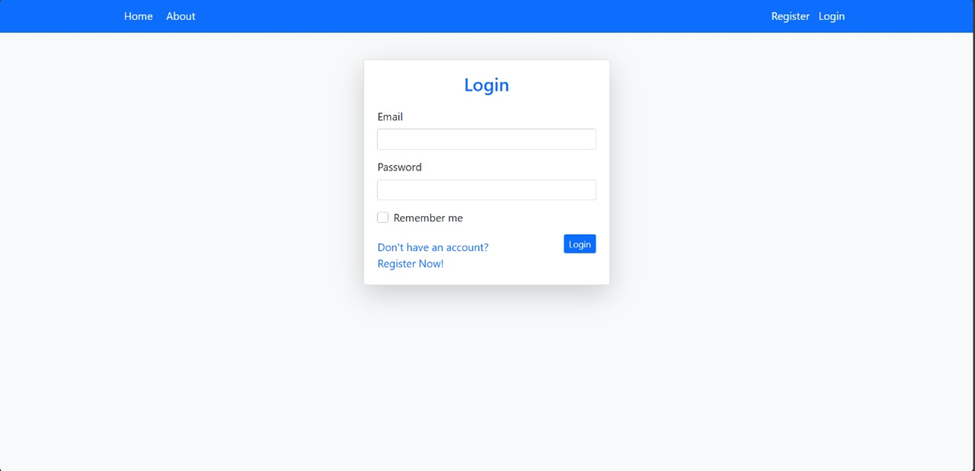 Home About Register Login
Login
Email
Password
Remember me
Don't have an account? Login
Register Now!